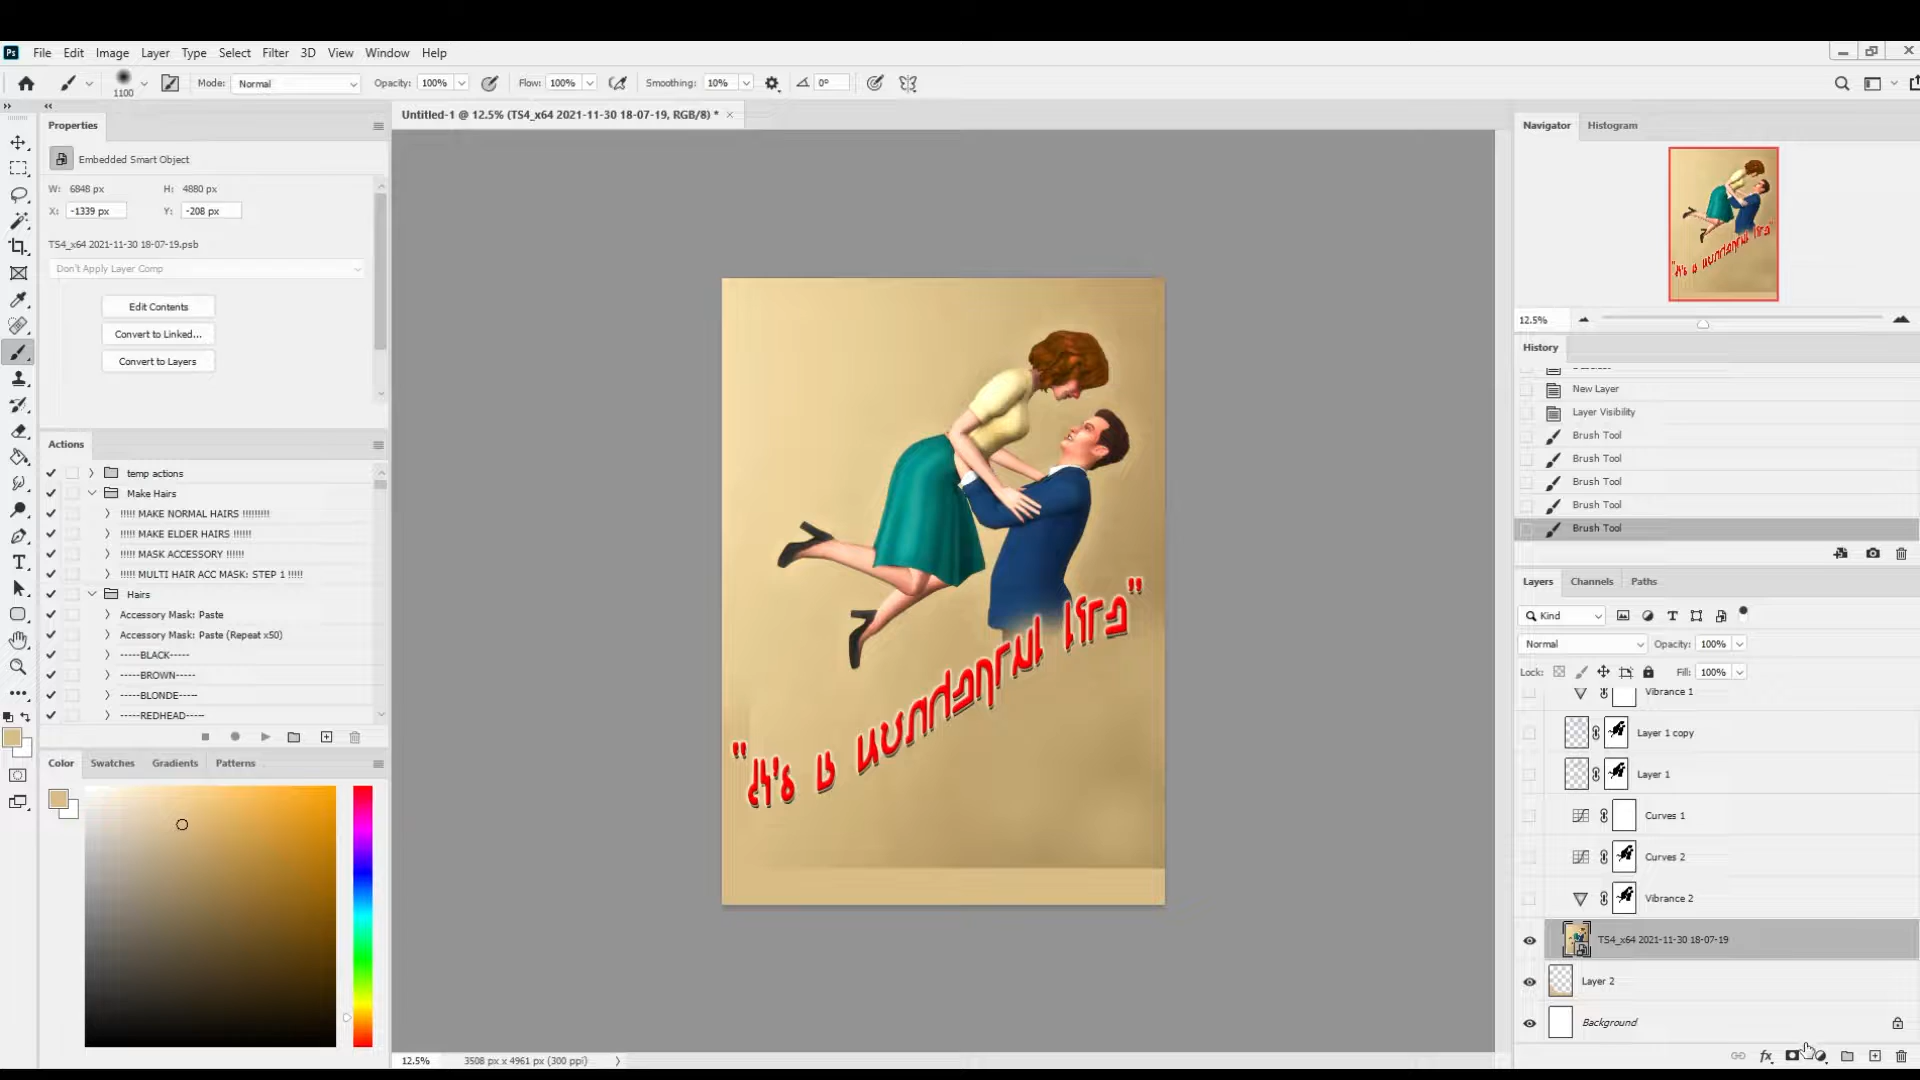 File Edit Image Layer Type Select Filter 3D View Window Help
1100 Mode: Normal Opacity: 100% Flow: 100% Smoothing: 10% 0°
Properties
Embedded Smart Object
W: 6848 px H: 4880 px
X: -1339 px Y: -208 px
TS4_x64 2021-11-30 18-07-19.psb
Don't Apply Layer Comp
Edit Contents
Convert to Linked...
Convert to Layers
Actions
temp actions
Make Hairs
!!!!! MAKE NORMAL HAIRS !!!!!!!!!
!!!!! MAKE ELDER HAIRS !!!!!!
!!!!! MASK ACCESSORY !!!!!!
!!!!! MULTI HAIR ACC MASK: STEP 1 !!!!!
Hairs
Accessory Mask: Paste
Accessory Mask: Paste (Repeat x50)
-----BLACK-----
-----BROWN-----
-----BLONDE-----
-----REDHEAD-----
Color Swatches Gradients Patterns
Untitled-1 @ 12.5% (TS4_x64 2021-11-30 18-07-19, RGB/8) *
12.5% 3508 px x 4961 px (300 ppi)
Navigator Histogram
12.5%
History
New Layer
Layer Visibility
Brush Tool
Brush Tool
Brush Tool
Brush Tool
Brush Tool
Layers Channels Paths
Kind
Normal Opacity: 100%
Lock: Fill: 100%
Vibrance 1
Layer 1 copy
Layer 1
Curves 1
Curves 2
Vibrance 2
TS4_x64 2021-11-30 18-07-19
Layer 2
Background